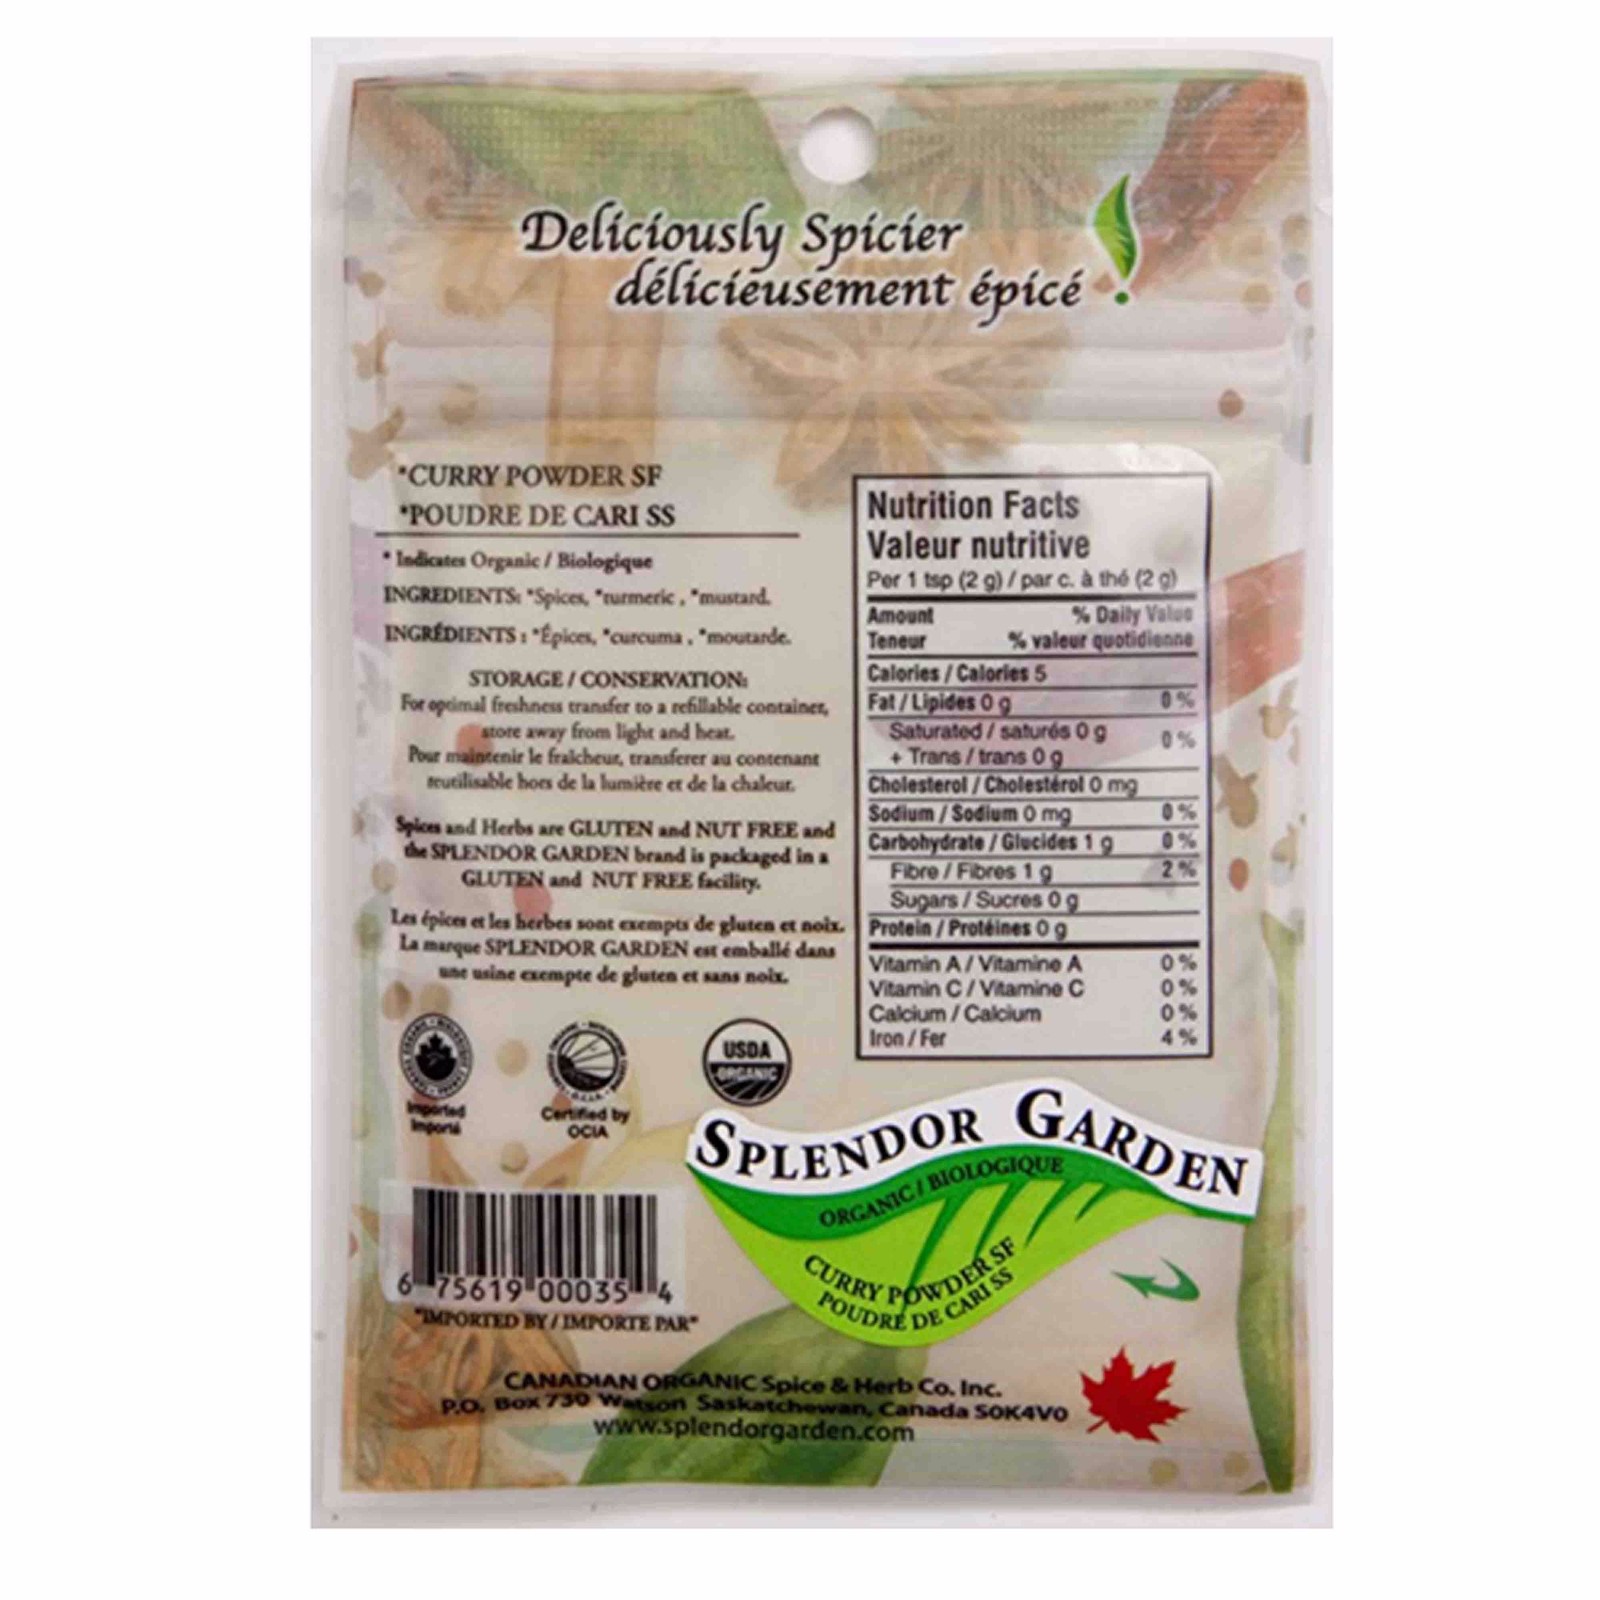 Deliciously Spicier
délicieusement épicé !
*CURRY POWDER SF
*POUDRE DE CARI SS
* Indicates Organic / Biologique
INGREDIENTS: *Spices, *turmeric , *mustard.
INGRÉDIENTS : *Épices, *curcuma , *moutarde.
STORAGE / CONSERVATION:
For optimal freshness transfer to a refillable container,
store away from light and heat.
Pour maintenir le fraîcheur, transferer au contenant
reutilisable hors de la lumière et de la chaleur.
Spices and Herbs are GLUTEN and NUT FREE and
the SPLENDOR GARDEN brand is packaged in a
GLUTEN and NUT FREE facility.
Les épices et les herbes sont exempts de gluten et noix.
La marque SPLENDOR GARDEN est emballé dans
une usine exempte de gluten et sans noix.
Imported
Importé
Certified by
OCIA
USDA
ORGANIC
Nutrition Facts
Valeur nutritive
Per 1 tsp (2 g) / par c. à thé (2 g)
Amount % Daily Value
Teneur % valeur quotidienne
Calories / Calories 5
Fat / Lipides 0 g 0 %
Saturated / saturés 0 g 0 %
+ Trans / trans 0 g
Cholesterol / Cholestérol 0 mg
Sodium / Sodium 0 mg 0 %
Carbohydrate / Glucides 1 g 0 %
Fibre / Fibres 1 g 2 %
Sugars / Sucres 0 g
Protein / Protéines 0 g
Vitamin A / Vitamine A 0 %
Vitamin C / Vitamine C 0 %
Calcium / Calcium 0 %
Iron / Fer 4 %
SPLENDOR GARDEN
ORGANIC / BIOLOGIQUE
CURRY POWDER SF
POUDRE DE CARI SS
6 75619 00035 4
"IMPORTED BY / IMPORTE PAR"
CANADIAN ORGANIC Spice & Herb Co. Inc.
P.O. Box 730 Watson Saskatchewan, Canada S0K4V0
www.splendorgarden.com